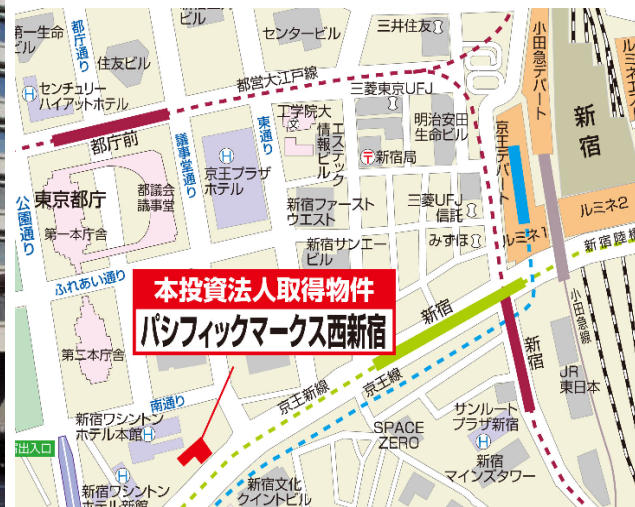 第一生命
ビル
都庁通り
住友ビル
ビル
センタービル
三井住友
小田急デパート
センチュリー
ハイアットホテル
都営大江戸線
三菱東京UFJ
明治安田
生命ビル
新宿
都庁前
議事堂通り
東通り
工学院大
エステック
情報ビル
新宿局
京王デパート
京王プラザ
ホテル
東京都庁
都議会
議事堂
公園通り
第一本庁舎
新宿ファースト
ウエスト
三菱UFJ
信託
みずほ
ルミネ1
ルミネ2
新宿サンエー
ビル
新宿陸橋
ふれあい通り
本投資法人取得物件
パシフィックマークス西新宿
新宿
小田急線
新宿
第二本庁舎
JR
東日本
京王新線
京王線
南通り
新宿ワシントン
ホテル本館
SPACE
ZERO
サンルート
プラザ新宿
出入口
新宿
マインズタワー
新宿ワシントン
ホテル新館
新宿文化
クイントビル